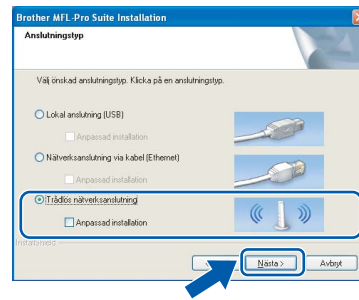 Brother MFL-Pro Suite Installation
Anslutningstyp
Välj önskad anslutningstyp. Klicka på en anslutningstyp.
Lokal anslutning (USB)
Anpassad installation
Nätverksanslutning via kabel (Ethernet)
Anpassad installation
Trådlös nätverksanslutning
Anpassad installation
InstallShield
< Nästa > Avbryt